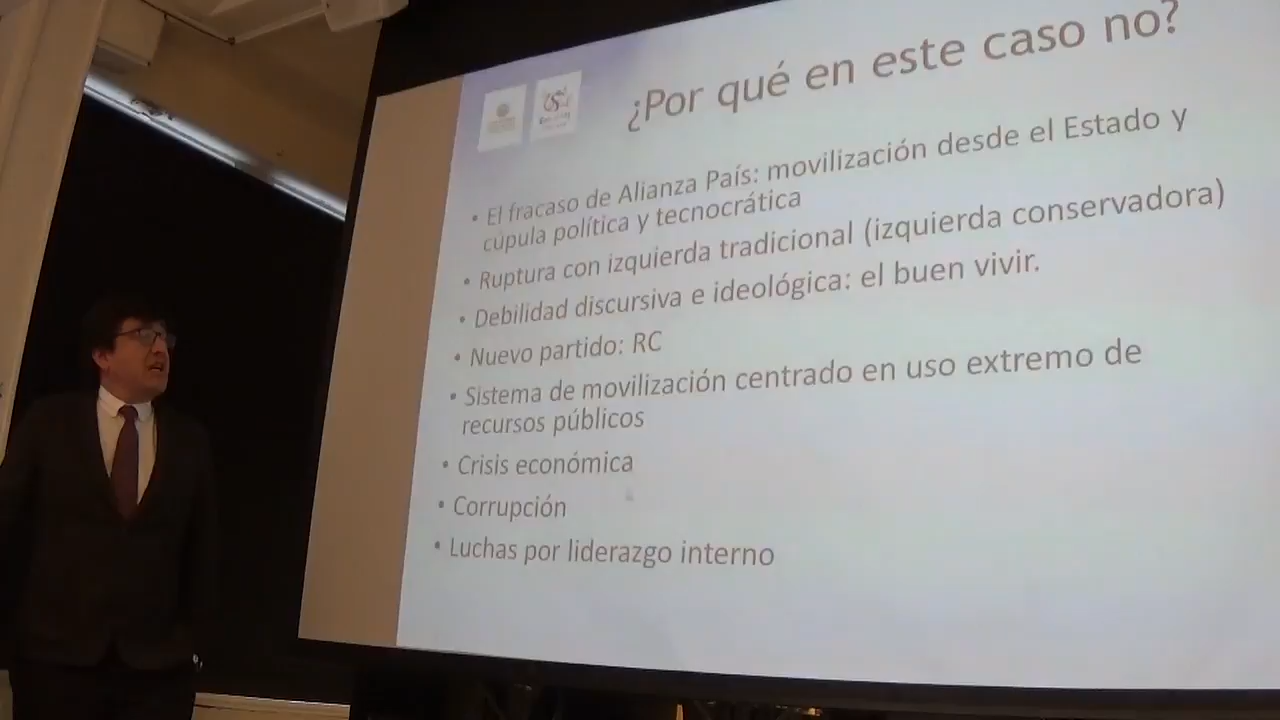 ¿Por qué en este caso no?
• El fracaso de Alianza País: movilización desde el Estado y
cúpula política y tecnocrática
• Ruptura con izquierda tradicional (izquierda conservadora)
• Debilidad discursiva e ideológica: el buen vivir.
• Nuevo partido: RC
• Sistema de movilización centrado en uso extremo de
recursos públicos
• Crisis económica
• Corrupción
• Luchas por liderazgo interno